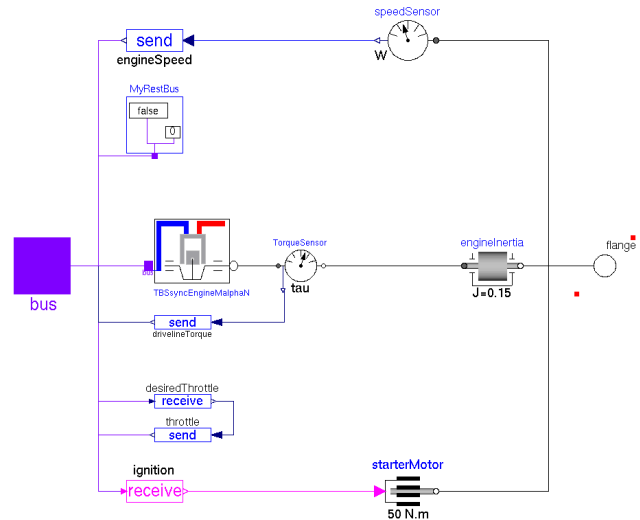 speedSensor
send
w
engineSpeed
MyRestBus
false
0
TorqueSensor
engineInertia
flange
bus
tau
J=0.15
bus
TBSsyncEngineMalphaN
send
drivelineTorque
desiredThrottle
receive
throttle
send
ignition
starterMotor
receive
50 N.m